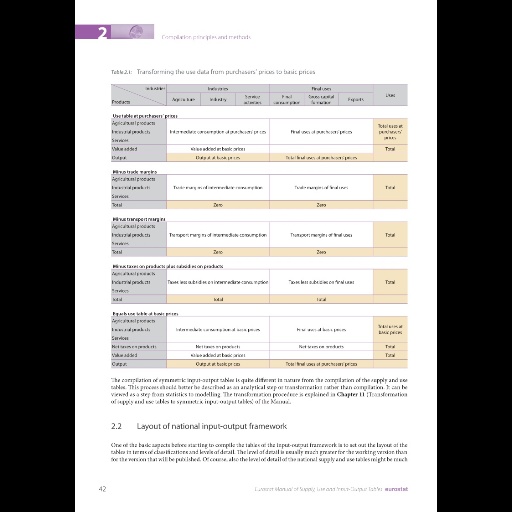 2
Compilation principles and methods
Table 2.1: Transforming the use data from purchasers' prices to basic prices
Industries Industries Final uses
Products Agriculture Industry Service activities Final consumption Gross capital formation Exports Uses
Use table at purchasers' prices
Agricultural products
Industrial products Intermediate consumption at purchasers' prices Final uses at purchasers' prices Total uses at purchasers' prices
Services
Value added Value added at basic prices Total
Output Output at basic prices Total final uses at purchasers' prices
Minus trade margins
Agricultural products
Industrial products Trade margins of intermediate consumption Trade margins of final uses Total
Services
Total Zero Zero
Minus transport margins
Agricultural products
Industrial products Transport margins of intermediate consumption Transport margins of final uses Total
Services
Total Zero Zero
Minus taxes on products plus subsidies on products
Agricultural products
Industrial products Taxes less subsidies on intermediate consumption Taxes less subsidies on final uses Total
Services
Total Total Total
Equals use table at basic prices
Agricultural products
Industrial products Intermediate consumption at basic prices Final uses at basic prices Total uses at basic prices
Services
Net taxes on products Net taxes on products Net taxes on products Total
Value added Value added at basic prices Total
Output Output at basic prices Total final uses at purchasers' prices
The compilation of symmetric input-output tables is quite different in nature from the compilation of the supply and use
tables. This process should better be described as an analytical step or transformation rather than compilation. It can be
viewed as a step from statistics to modelling. The transformation procedure is explained in Chapter 11 (Transformation
of supply and use tables to symmetric input-output tables) of the Manual.
2.2 Layout of national input-output framework
One of the basic aspects before starting to compile the tables of the input-output framework is to set out the layout of the
tables in terms of classifications and levels of detail. The level of detail is usually much greater for the working version than
for the version that will be published. Of course, also the level of detail of the national supply and use tables might be much
42
Eurostat Manual of Supply, Use and Input-Output Tables eurostat